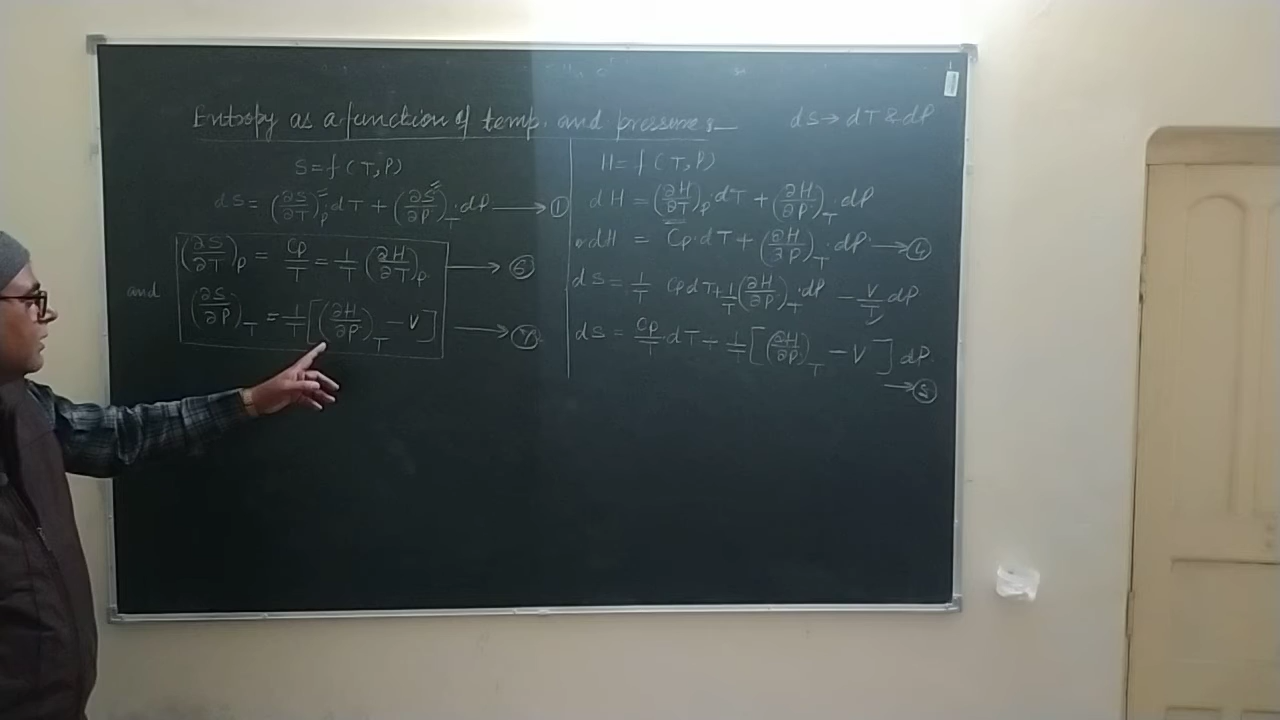 Entropy as a function of temp. and pressure :—
dS → dT & dP
S = f (T, P)
dS = (∂S/∂T)_P . dT + (∂S/∂P)_T . dP → ①
(∂S/∂T)_P = Cp/T = 1/T (∂H/∂T)_P → ⑥
and (∂S/∂P)_T = 1/T [(∂H/∂P)_T − V] → ⑦
H = f (T, P)
dH = (∂H/∂T)_P . dT + (∂H/∂P)_T . dP
dH = Cp . dT + (∂H/∂P)_T . dP → ④
dS = 1/T Cp dT + 1/T (∂H/∂P)_T . dP − V/T dP
dS = Cp/T . dT + 1/T [(∂H/∂P)_T − V] dP.
→ ⑤